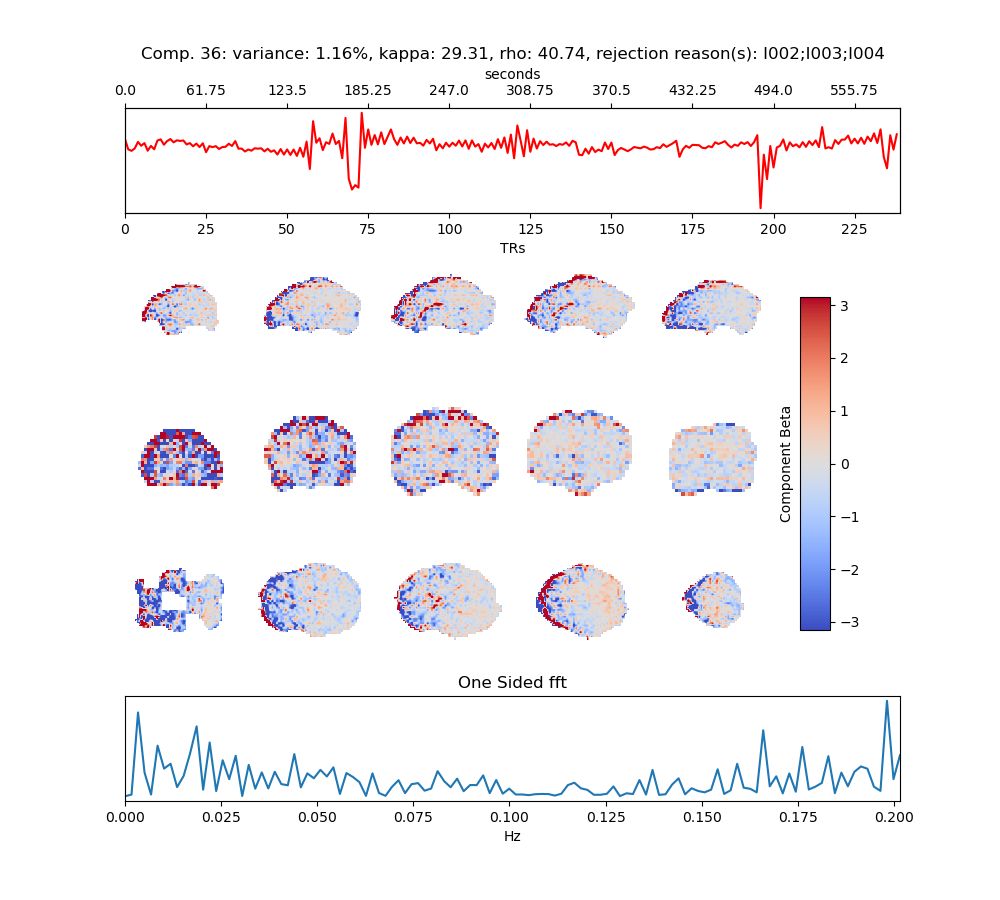 Comp. 36: variance: 1.16%, kappa: 29.31, rho: 40.74, rejection reason(s): I002;I003;I004
seconds
0.0 61.75 123.5 185.25 247.0 308.75 370.5 432.25 494.0 555.75
0 25 50 75 100 125 150 175 200 225
TRs
3
2
1
0
−1
−2
−3
Component Beta
One Sided fft
0.000 0.025 0.050 0.075 0.100 0.125 0.150 0.175 0.200
Hz